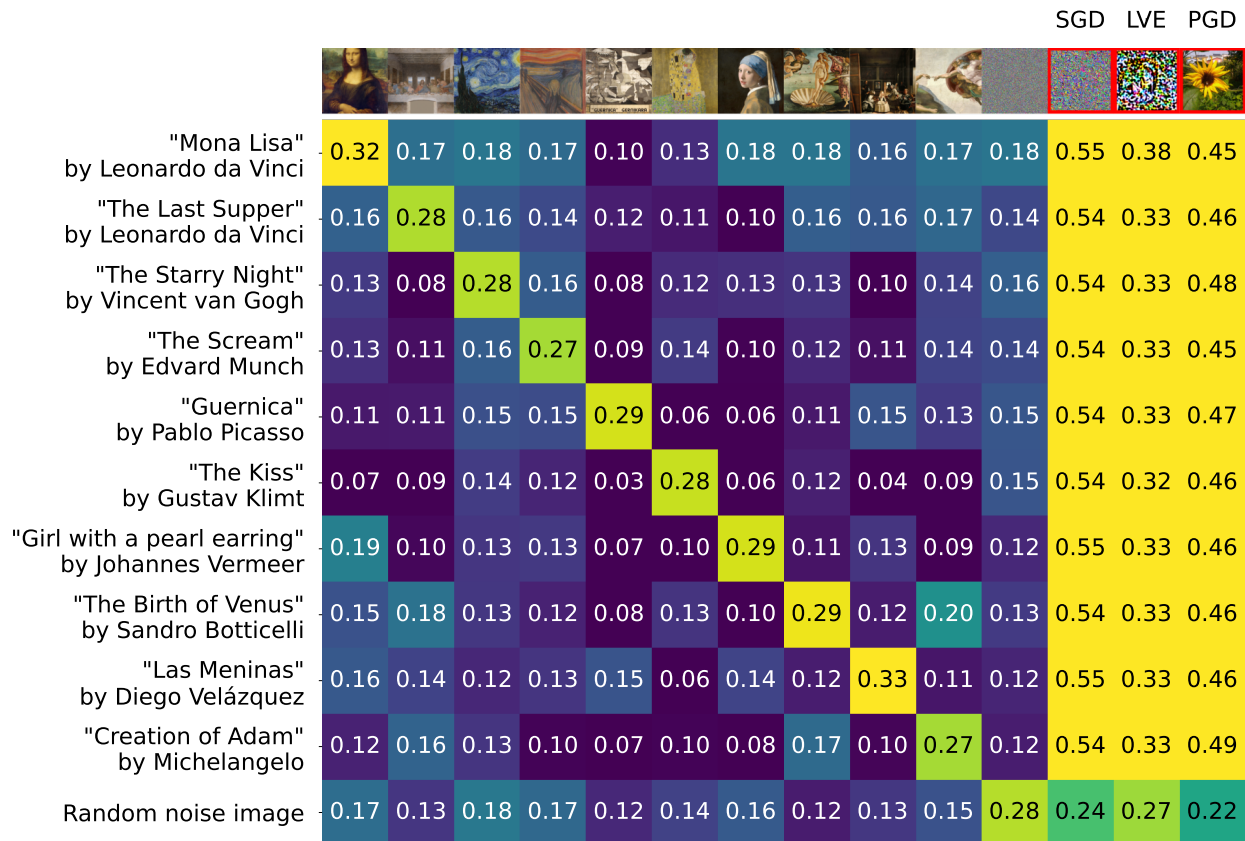 SGD LVE PGD
"Mona Lisa"
by Leonardo da Vinci
0.32 0.17 0.18 0.17 0.10 0.13 0.18 0.18 0.16 0.17 0.18 0.55 0.38 0.45
"The Last Supper"
by Leonardo da Vinci
0.16 0.28 0.16 0.14 0.12 0.11 0.10 0.16 0.16 0.17 0.14 0.54 0.33 0.46
"The Starry Night"
by Vincent van Gogh
0.13 0.08 0.28 0.16 0.08 0.12 0.13 0.13 0.10 0.14 0.16 0.54 0.33 0.48
"The Scream"
by Edvard Munch
0.13 0.11 0.16 0.27 0.09 0.14 0.10 0.12 0.11 0.14 0.14 0.54 0.33 0.45
"Guernica"
by Pablo Picasso
0.11 0.11 0.15 0.15 0.29 0.06 0.06 0.11 0.15 0.13 0.15 0.54 0.33 0.47
"The Kiss"
by Gustav Klimt
0.07 0.09 0.14 0.12 0.03 0.28 0.06 0.12 0.04 0.09 0.15 0.54 0.32 0.46
"Girl with a pearl earring"
by Johannes Vermeer
0.19 0.10 0.13 0.13 0.07 0.10 0.29 0.11 0.13 0.09 0.12 0.55 0.33 0.46
"The Birth of Venus"
by Sandro Botticelli
0.15 0.18 0.13 0.12 0.08 0.13 0.10 0.29 0.12 0.20 0.13 0.54 0.33 0.46
"Las Meninas"
by Diego Velázquez
0.16 0.14 0.12 0.13 0.15 0.06 0.14 0.12 0.33 0.11 0.12 0.55 0.33 0.46
"Creation of Adam"
by Michelangelo
0.12 0.16 0.13 0.10 0.07 0.10 0.08 0.17 0.10 0.27 0.12 0.54 0.33 0.49
Random noise image
0.17 0.13 0.18 0.17 0.12 0.14 0.16 0.12 0.13 0.15 0.28 0.24 0.27 0.22